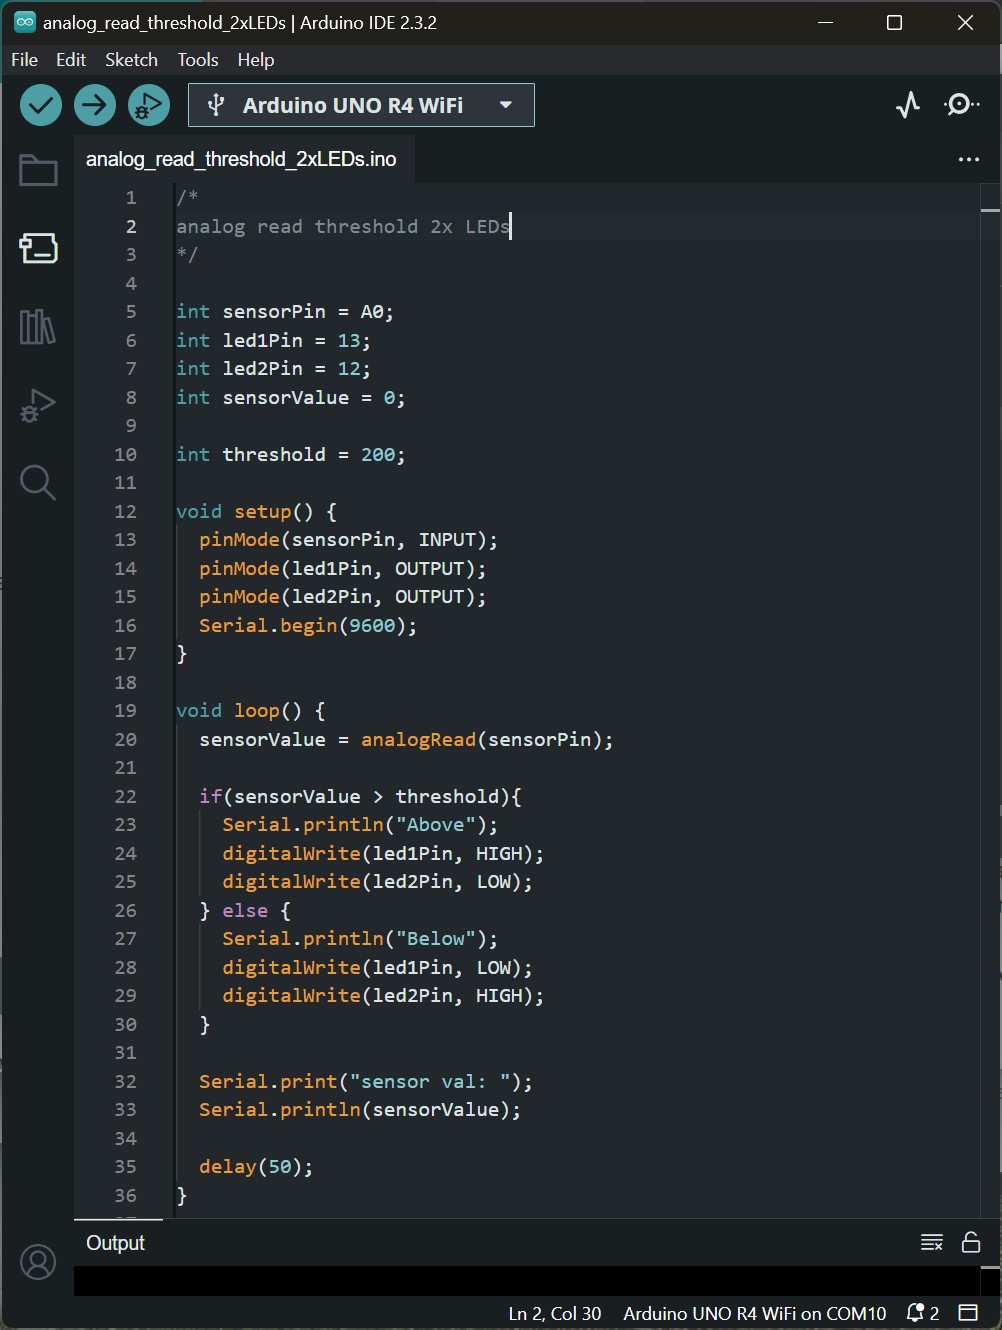 analog_read_threshold_2xLEDs | Arduino IDE 2.3.2
File Edit Sketch Tools Help
Arduino UNO R4 WiFi
analog_read_threshold_2xLEDs.ino
1 /*
2 analog read threshold 2x LEDs
3 */
4
5 int sensorPin = A0;
6 int led1Pin = 13;
7 int led2Pin = 12;
8 int sensorValue = 0;
9
10 int threshold = 200;
11
12 void setup() {
13   pinMode(sensorPin, INPUT);
14   pinMode(led1Pin, OUTPUT);
15   pinMode(led2Pin, OUTPUT);
16   Serial.begin(9600);
17 }
18
19 void loop() {
20   sensorValue = analogRead(sensorPin);
21
22   if(sensorValue > threshold){
23     Serial.println("Above");
24     digitalWrite(led1Pin, HIGH);
25     digitalWrite(led2Pin, LOW);
26   } else {
27     Serial.println("Below");
28     digitalWrite(led1Pin, LOW);
29     digitalWrite(led2Pin, HIGH);
30   }
31
32   Serial.print("sensor val: ");
33   Serial.println(sensorValue);
34
35   delay(50);
36 }
Output
Ln 2, Col 30 Arduino UNO R4 WiFi on COM10 2